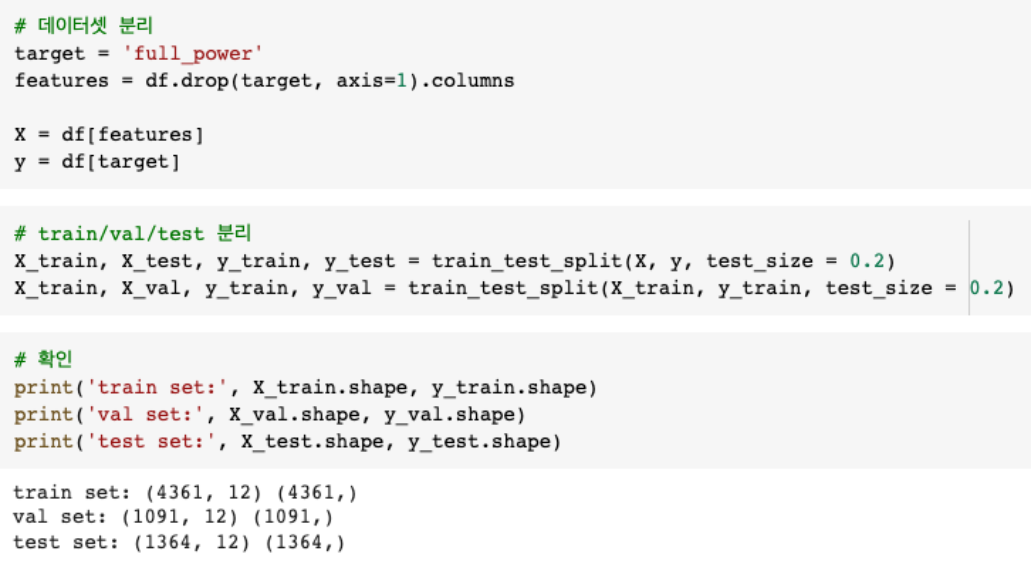 # 데이터셋 분리
target = 'full_power'
features = df.drop(target, axis=1).columns
X = df[features]
y = df[target]
# train/val/test 분리
X_train, X_test, y_train, y_test = train_test_split(X, y, test_size = 0.2)
X_train, X_val, y_train, y_val = train_test_split(X_train, y_train, test_size = 0.2)
# 확인
print('train set:', X_train.shape, y_train.shape)
print('val set:', X_val.shape, y_val.shape)
print('test set:', X_test.shape, y_test.shape)
train set: (4361, 12) (4361,)
val set: (1091, 12) (1091,)
test set: (1364, 12) (1364,)